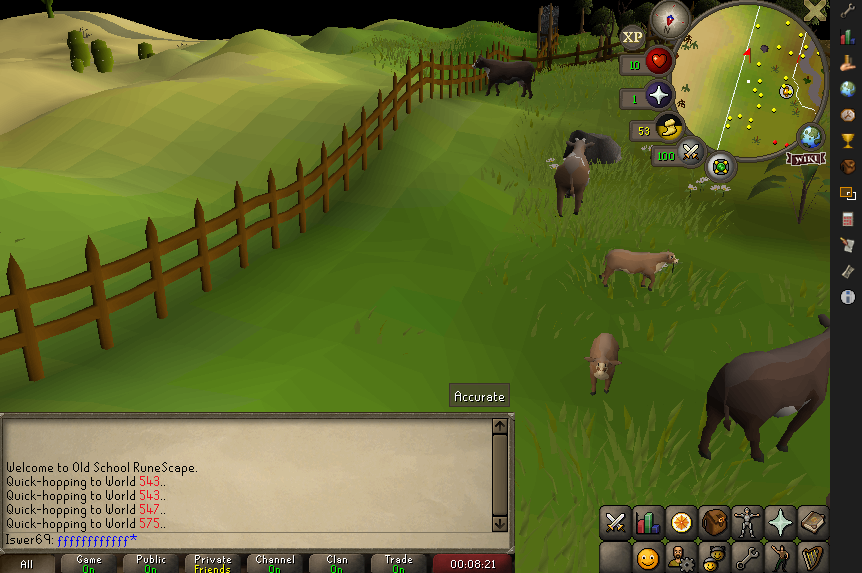 XP
N
10
1
53
100
WIKI
Accurate
Welcome to Old School RuneScape.
Quick-hopping to World 543..
Quick-hopping to World 543..
Quick-hopping to World 547..
Quick-hopping to World 575..
Iswer69: ffffffffffff*
All
Game
On
Public
On
Private
Friends
Channel
On
Clan
On
Trade
On
00:08:21